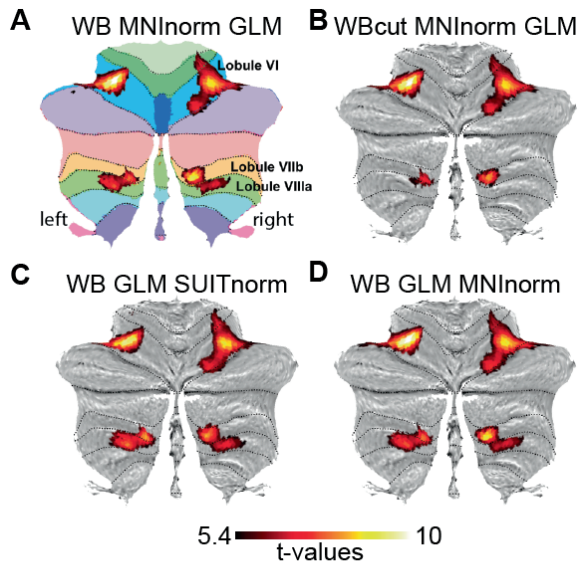 A WB MNInorm GLM
B WBcut MNInorm GLM
Lobule VI
Lobule VIIb
Lobule VIIIa
left
right
C WB GLM SUITnorm
D WB GLM MNInorm
5.4
10
t-values